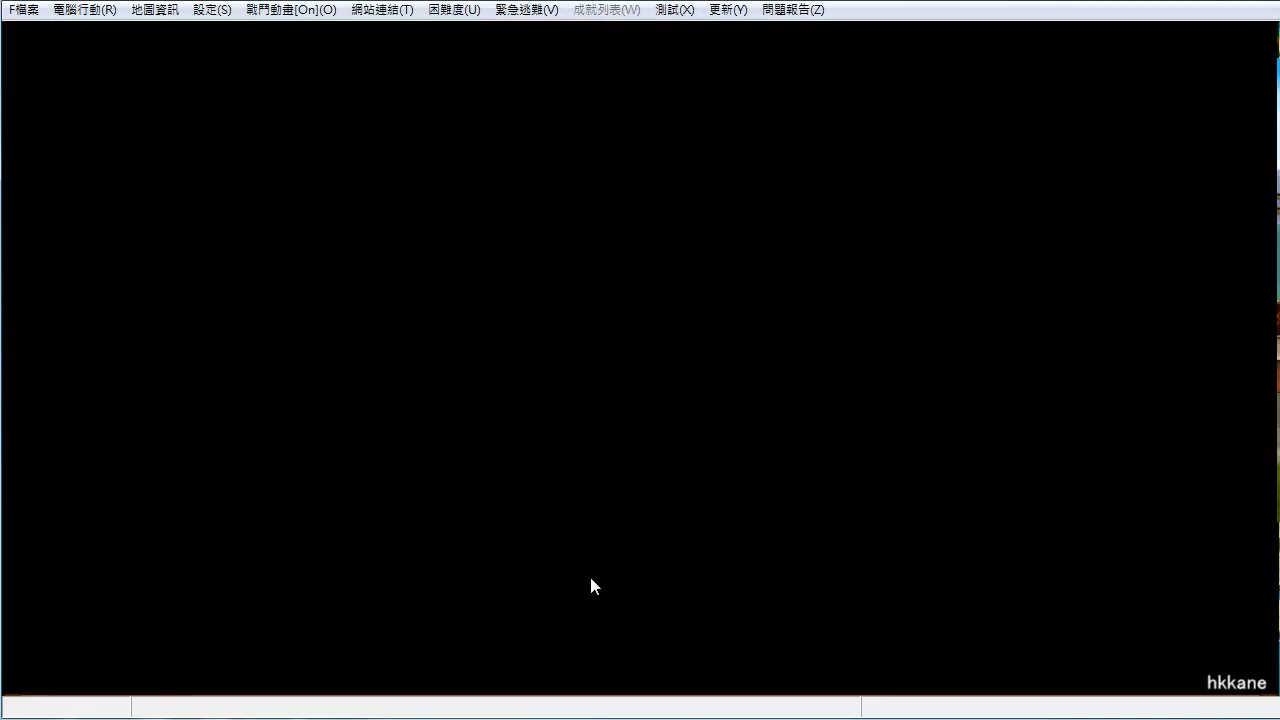 F檔案 電腦行動(R) 地圖資訊 設定(S) 戰鬥動畫[On](O) 網站連結(T) 困難度(U) 緊急逃難(V) 成就列表(W) 測試(X) 更新(Y) 問題報告(Z)
hkkane